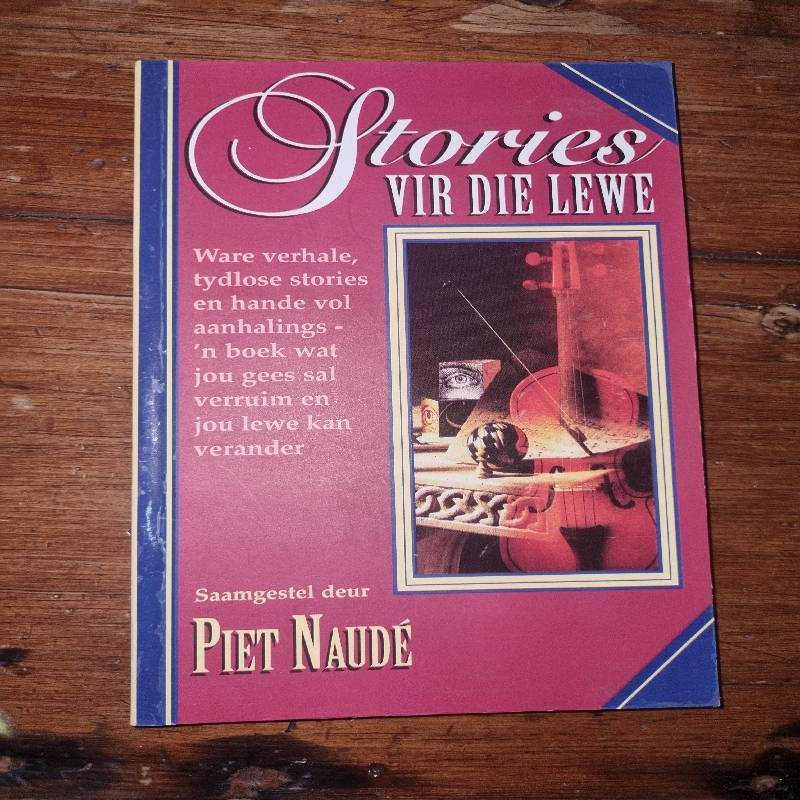 Stories
VIR DIE LEWE
Ware verhale,
tydlose stories
en hande vol
aanhalings -
'n boek wat
jou gees sal
verruim en
jou lewe kan
verander
Saamgestel deur
PIET NAUDÉ